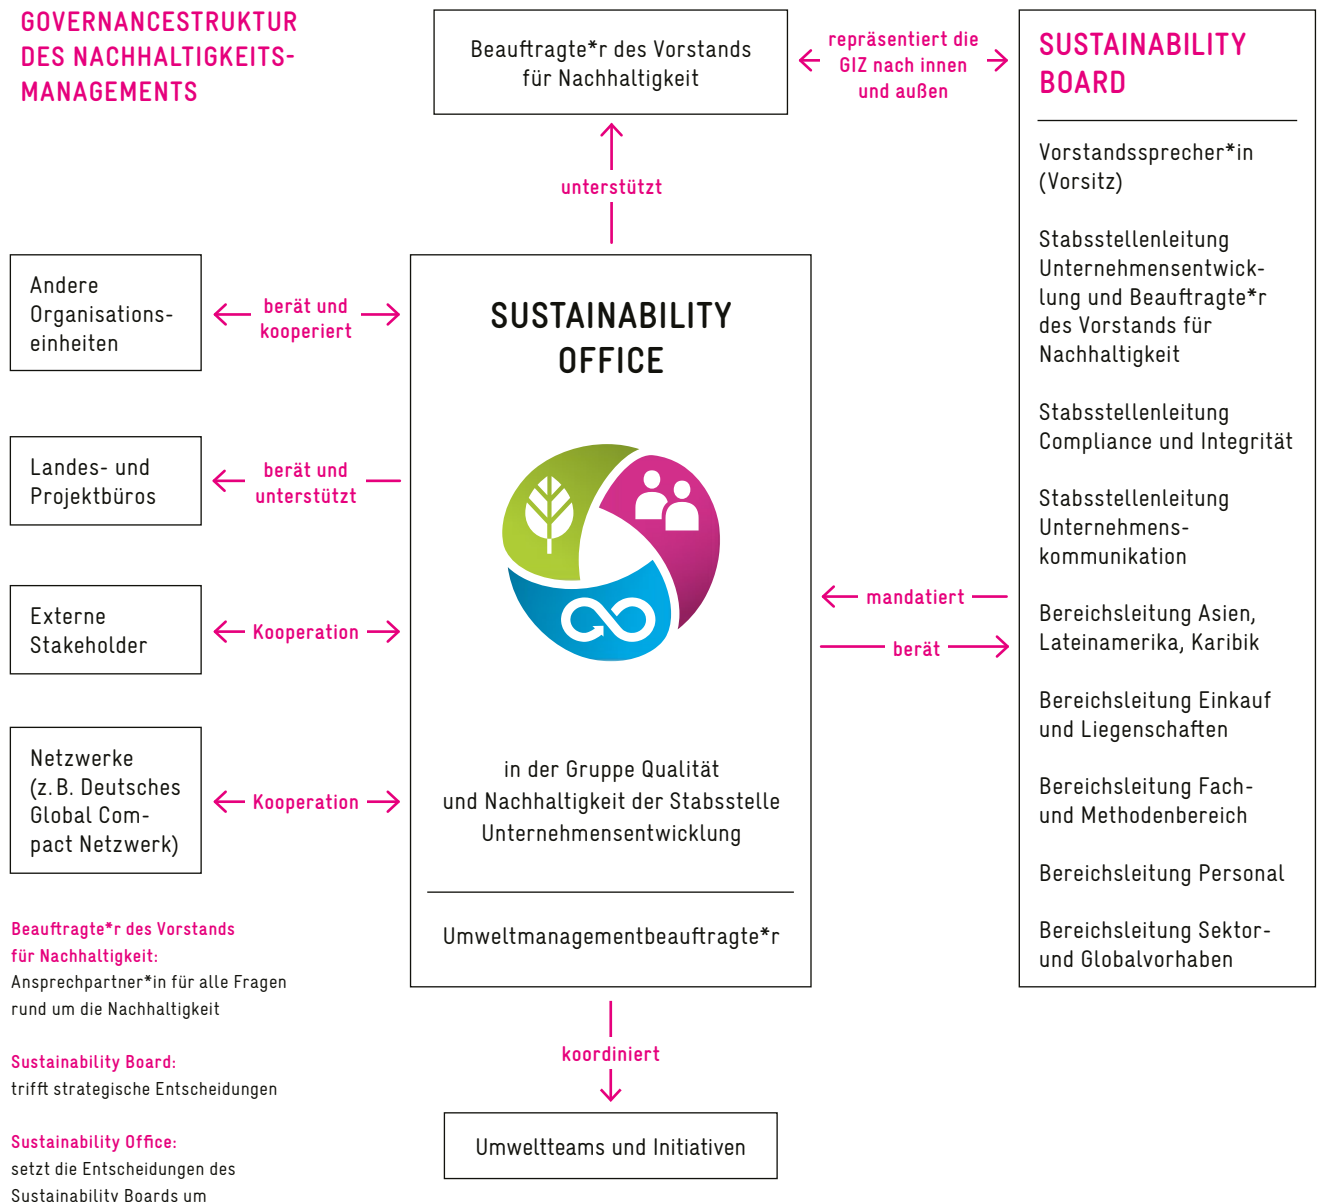 GOVERNANCESTRUKTUR
DES NACHHALTIGKEITS-
MANAGEMENTS
Beauftragte*r des Vorstands
für Nachhaltigkeit
repräsentiert die
GIZ nach innen
und außen
SUSTAINABILITY
BOARD
Vorstandssprecher*in
(Vorsitz)
Stabsstellenleitung
Unternehmensentwick-
lung und Beauftragte*r
des Vorstands für
Nachhaltigkeit
Stabsstellenleitung
Compliance und Integrität
Stabsstellenleitung
Unternehmens-
kommunikation
Bereichsleitung Asien,
Lateinamerika, Karibik
Bereichsleitung Einkauf
und Liegenschaften
Bereichsleitung Fach-
und Methodenbereich
Bereichsleitung Personal
Bereichsleitung Sektor-
und Globalvorhaben
unterstützt
Andere
Organisations-
einheiten
berät und
kooperiert
Landes- und
Projektbüros
berät und
unterstützt
Externe
Stakeholder
Kooperation
Netzwerke
(z. B. Deutsches
Global Com-
pact Netzwerk)
Kooperation
SUSTAINABILITY
OFFICE
in der Gruppe Qualität
und Nachhaltigkeit der Stabsstelle
Unternehmensentwicklung
Umweltmanagementbeauftragte*r
mandatiert
berät
koordiniert
Umweltteams und Initiativen
Beauftragte*r des Vorstands
für Nachhaltigkeit:
Ansprechpartner*in für alle Fragen
rund um die Nachhaltigkeit
Sustainability Board:
trifft strategische Entscheidungen
Sustainability Office:
setzt die Entscheidungen des
Sustainability Boards um